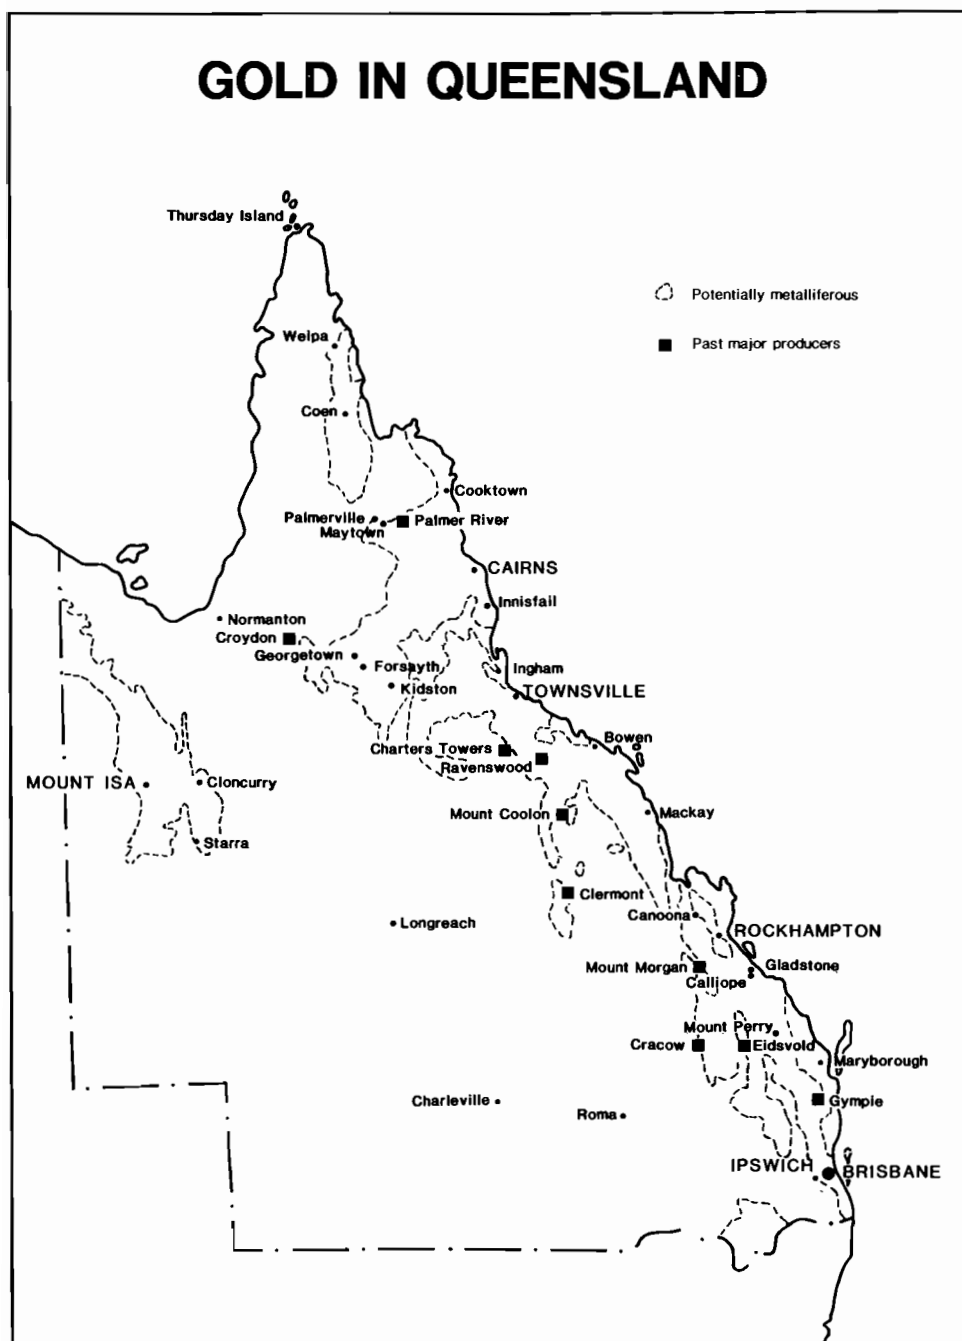 GOLD IN QUEENSLAND
Thursday Island
Potentially metalliferous
Weipa
Past major producers
Coen
Cooktown
Palmerville
Palmer River
Maytown
CAIRNS
Innisfail
Normanton
Croydon
Georgetown
Forsayth
Ingham
Kidston
TOWNSVILLE
Bowen
Charters Towers
Ravenswood
MOUNT ISA
Cloncurry
Mount Coolon
Mackay
Starra
Clermont
Canoona
Longreach
ROCKHAMPTON
Mount Morgan
Gladstone
Calliope
Mount Perry
Cracow
Eidsvold
Maryborough
Charleville
Roma
Gympie
IPSWICH
BRISBANE